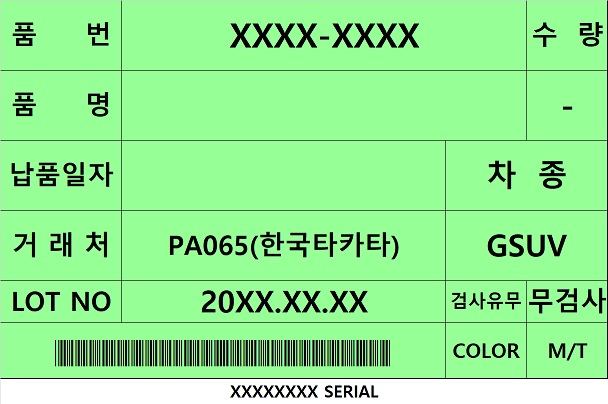 품 번 XXXX-XXXX 수 량
품 명 -
납품일자 차 종
거 래 처 PA065(한국타카타) GSUV
LOT NO 20XX.XX.XX 검사유무 무검사
COLOR M/T
XXXXXXXX SERIAL